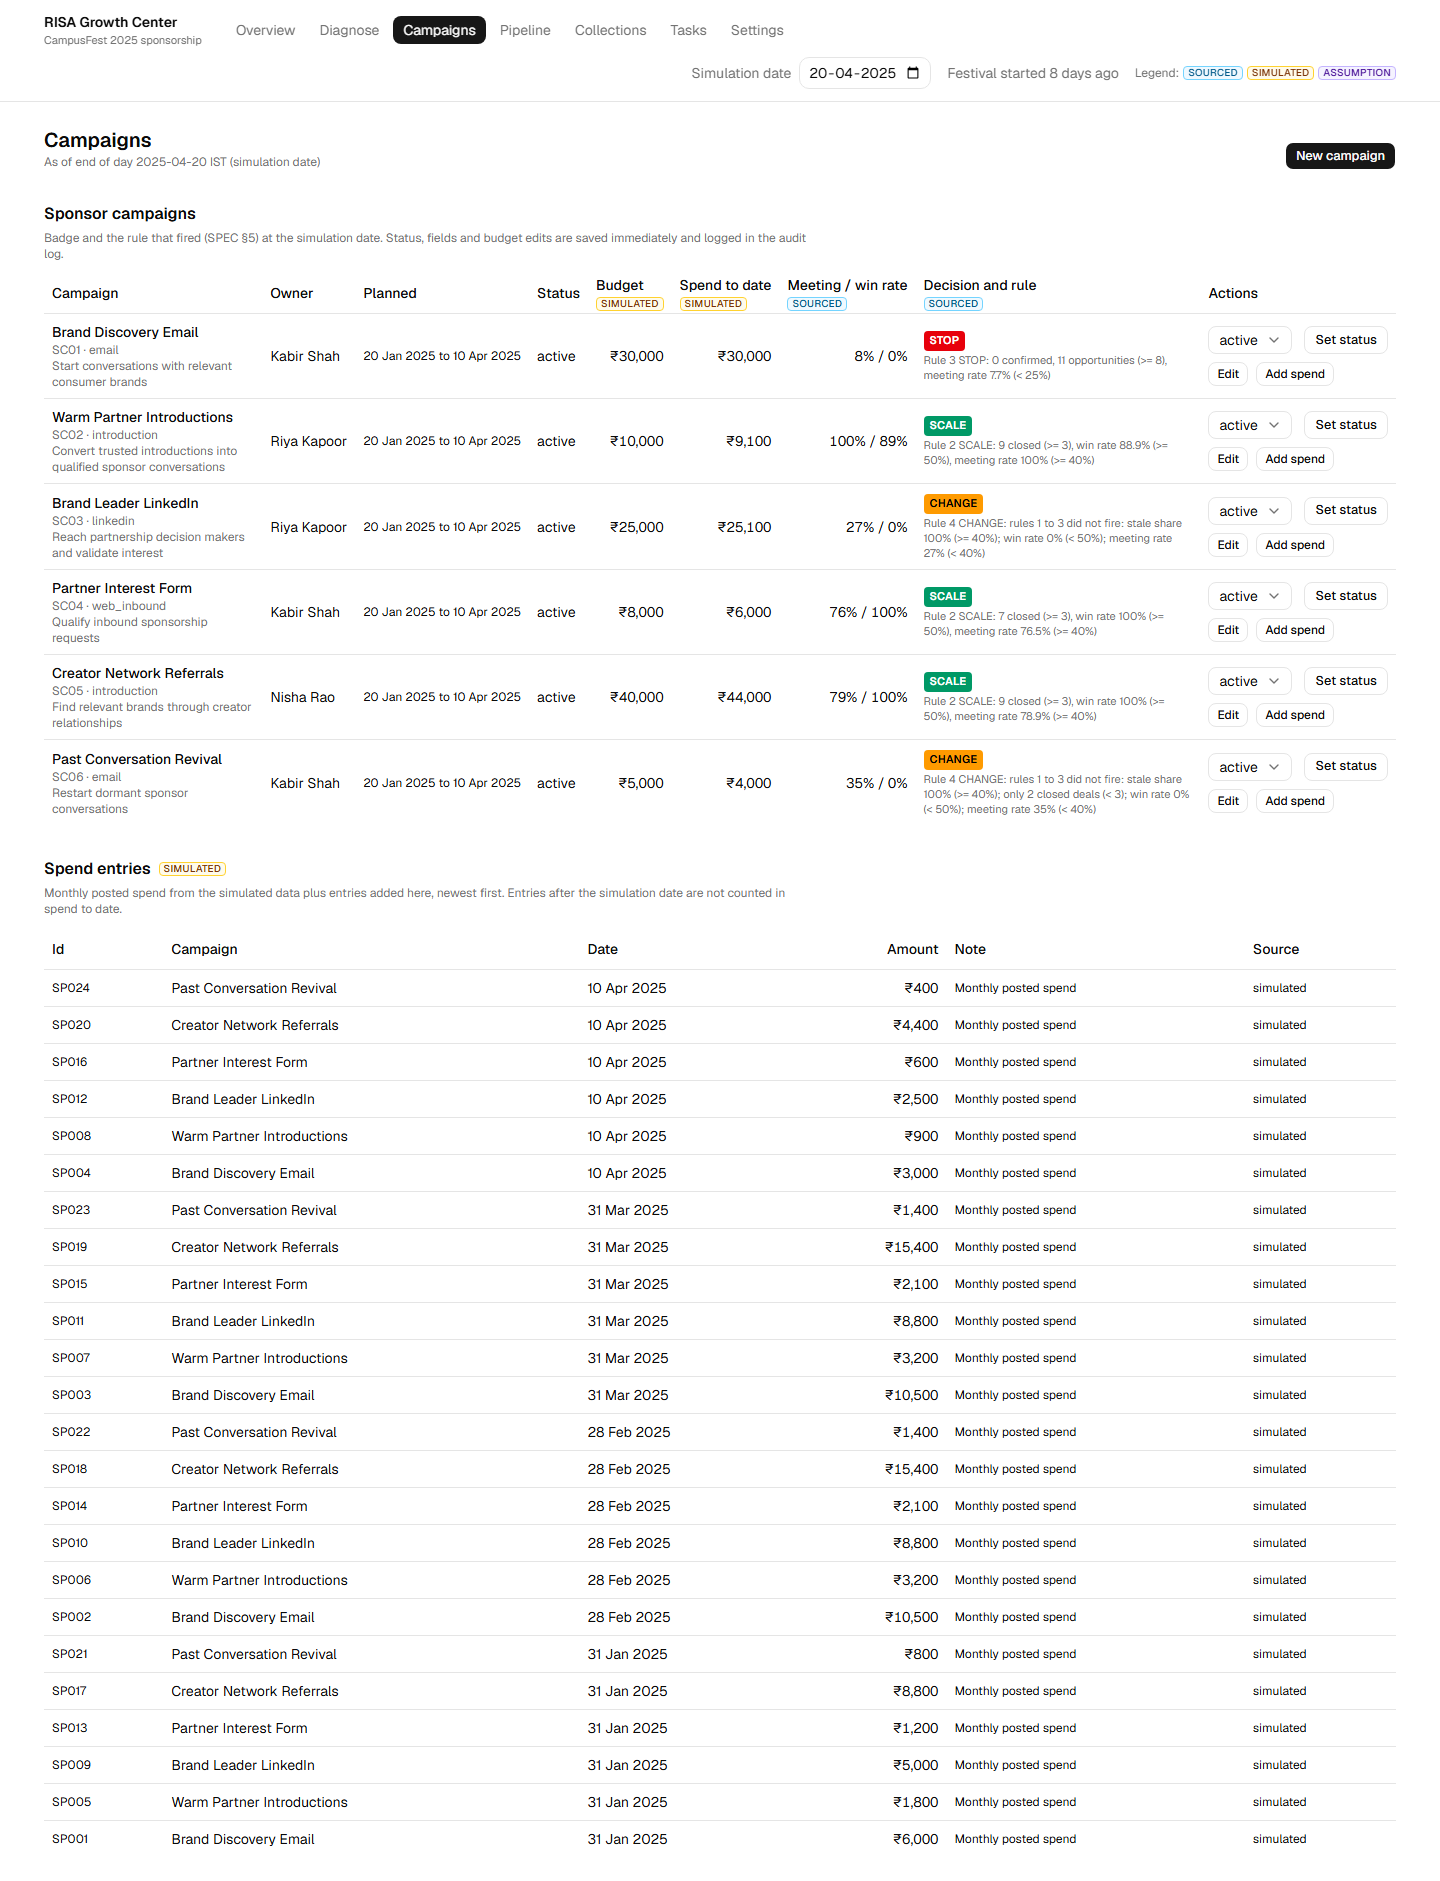 RISA Growth Center
CampusFest 2025 sponsorship
Overview Diagnose Campaigns Pipeline Collections Tasks Settings
Simulation date 20-04-2025 Festival started 8 days ago Legend: SOURCED SIMULATED ASSUMPTION
Campaigns
As of end of day 2025-04-20 IST (simulation date)
New campaign
Sponsor campaigns
Badge and the rule that fired (SPEC §5) at the simulation date. Status, fields and budget edits are saved immediately and logged in the audit
log.
Campaign Owner Planned Status Budget SIMULATED Spend to date SIMULATED Meeting / win rate SOURCED Decision and rule SOURCED Actions
Brand Discovery Email
SC01 · email
Start conversations with relevant
consumer brands
Kabir Shah 20 Jan 2025 to 10 Apr 2025 active ₹30,000 ₹30,000 8% / 0%
STOP
Rule 3 STOP: 0 confirmed, 11 opportunities (>= 8),
meeting rate 7.7% (< 25%)
active Set status
Edit Add spend
Warm Partner Introductions
SC02 · introduction
Convert trusted introductions into
qualified sponsor conversations
Riya Kapoor 20 Jan 2025 to 10 Apr 2025 active ₹10,000 ₹9,100 100% / 89%
SCALE
Rule 2 SCALE: 9 closed (>= 3), win rate 88.9% (>=
50%), meeting rate 100% (>= 40%)
active Set status
Edit Add spend
Brand Leader LinkedIn
SC03 · linkedin
Reach partnership decision makers
and validate interest
Riya Kapoor 20 Jan 2025 to 10 Apr 2025 active ₹25,000 ₹25,100 27% / 0%
CHANGE
Rule 4 CHANGE: rules 1 to 3 did not fire: stale share
100% (>= 40%); win rate 0% (< 50%); meeting rate
27% (< 40%)
active Set status
Edit Add spend
Partner Interest Form
SC04 · web_inbound
Qualify inbound sponsorship
requests
Kabir Shah 20 Jan 2025 to 10 Apr 2025 active ₹8,000 ₹6,000 76% / 100%
SCALE
Rule 2 SCALE: 7 closed (>= 3), win rate 100% (>=
50%), meeting rate 76.5% (>= 40%)
active Set status
Edit Add spend
Creator Network Referrals
SC05 · introduction
Find relevant brands through creator
relationships
Nisha Rao 20 Jan 2025 to 10 Apr 2025 active ₹40,000 ₹44,000 79% / 100%
SCALE
Rule 2 SCALE: 9 closed (>= 3), win rate 100% (>=
50%), meeting rate 78.9% (>= 40%)
active Set status
Edit Add spend
Past Conversation Revival
SC06 · email
Restart dormant sponsor
conversations
Kabir Shah 20 Jan 2025 to 10 Apr 2025 active ₹5,000 ₹4,000 35% / 0%
CHANGE
Rule 4 CHANGE: rules 1 to 3 did not fire: stale share
100% (>= 40%); only 2 closed deals (< 3); win rate 0%
(< 50%); meeting rate 35% (< 40%)
active Set status
Edit Add spend
Spend entries SIMULATED
Monthly posted spend from the simulated data plus entries added here, newest first. Entries after the simulation date are not counted in
spend to date.
Id Campaign Date Amount Note Source
SP024 Past Conversation Revival 10 Apr 2025 ₹400 Monthly posted spend simulated
SP020 Creator Network Referrals 10 Apr 2025 ₹4,400 Monthly posted spend simulated
SP016 Partner Interest Form 10 Apr 2025 ₹600 Monthly posted spend simulated
SP012 Brand Leader LinkedIn 10 Apr 2025 ₹2,500 Monthly posted spend simulated
SP008 Warm Partner Introductions 10 Apr 2025 ₹900 Monthly posted spend simulated
SP004 Brand Discovery Email 10 Apr 2025 ₹3,000 Monthly posted spend simulated
SP023 Past Conversation Revival 31 Mar 2025 ₹1,400 Monthly posted spend simulated
SP019 Creator Network Referrals 31 Mar 2025 ₹15,400 Monthly posted spend simulated
SP015 Partner Interest Form 31 Mar 2025 ₹2,100 Monthly posted spend simulated
SP011 Brand Leader LinkedIn 31 Mar 2025 ₹8,800 Monthly posted spend simulated
SP007 Warm Partner Introductions 31 Mar 2025 ₹3,200 Monthly posted spend simulated
SP003 Brand Discovery Email 31 Mar 2025 ₹10,500 Monthly posted spend simulated
SP022 Past Conversation Revival 28 Feb 2025 ₹1,400 Monthly posted spend simulated
SP018 Creator Network Referrals 28 Feb 2025 ₹15,400 Monthly posted spend simulated
SP014 Partner Interest Form 28 Feb 2025 ₹2,100 Monthly posted spend simulated
SP010 Brand Leader LinkedIn 28 Feb 2025 ₹8,800 Monthly posted spend simulated
SP006 Warm Partner Introductions 28 Feb 2025 ₹3,200 Monthly posted spend simulated
SP002 Brand Discovery Email 28 Feb 2025 ₹10,500 Monthly posted spend simulated
SP021 Past Conversation Revival 31 Jan 2025 ₹800 Monthly posted spend simulated
SP017 Creator Network Referrals 31 Jan 2025 ₹8,800 Monthly posted spend simulated
SP013 Partner Interest Form 31 Jan 2025 ₹1,200 Monthly posted spend simulated
SP009 Brand Leader LinkedIn 31 Jan 2025 ₹5,000 Monthly posted spend simulated
SP005 Warm Partner Introductions 31 Jan 2025 ₹1,800 Monthly posted spend simulated
SP001 Brand Discovery Email 31 Jan 2025 ₹6,000 Monthly posted spend simulated